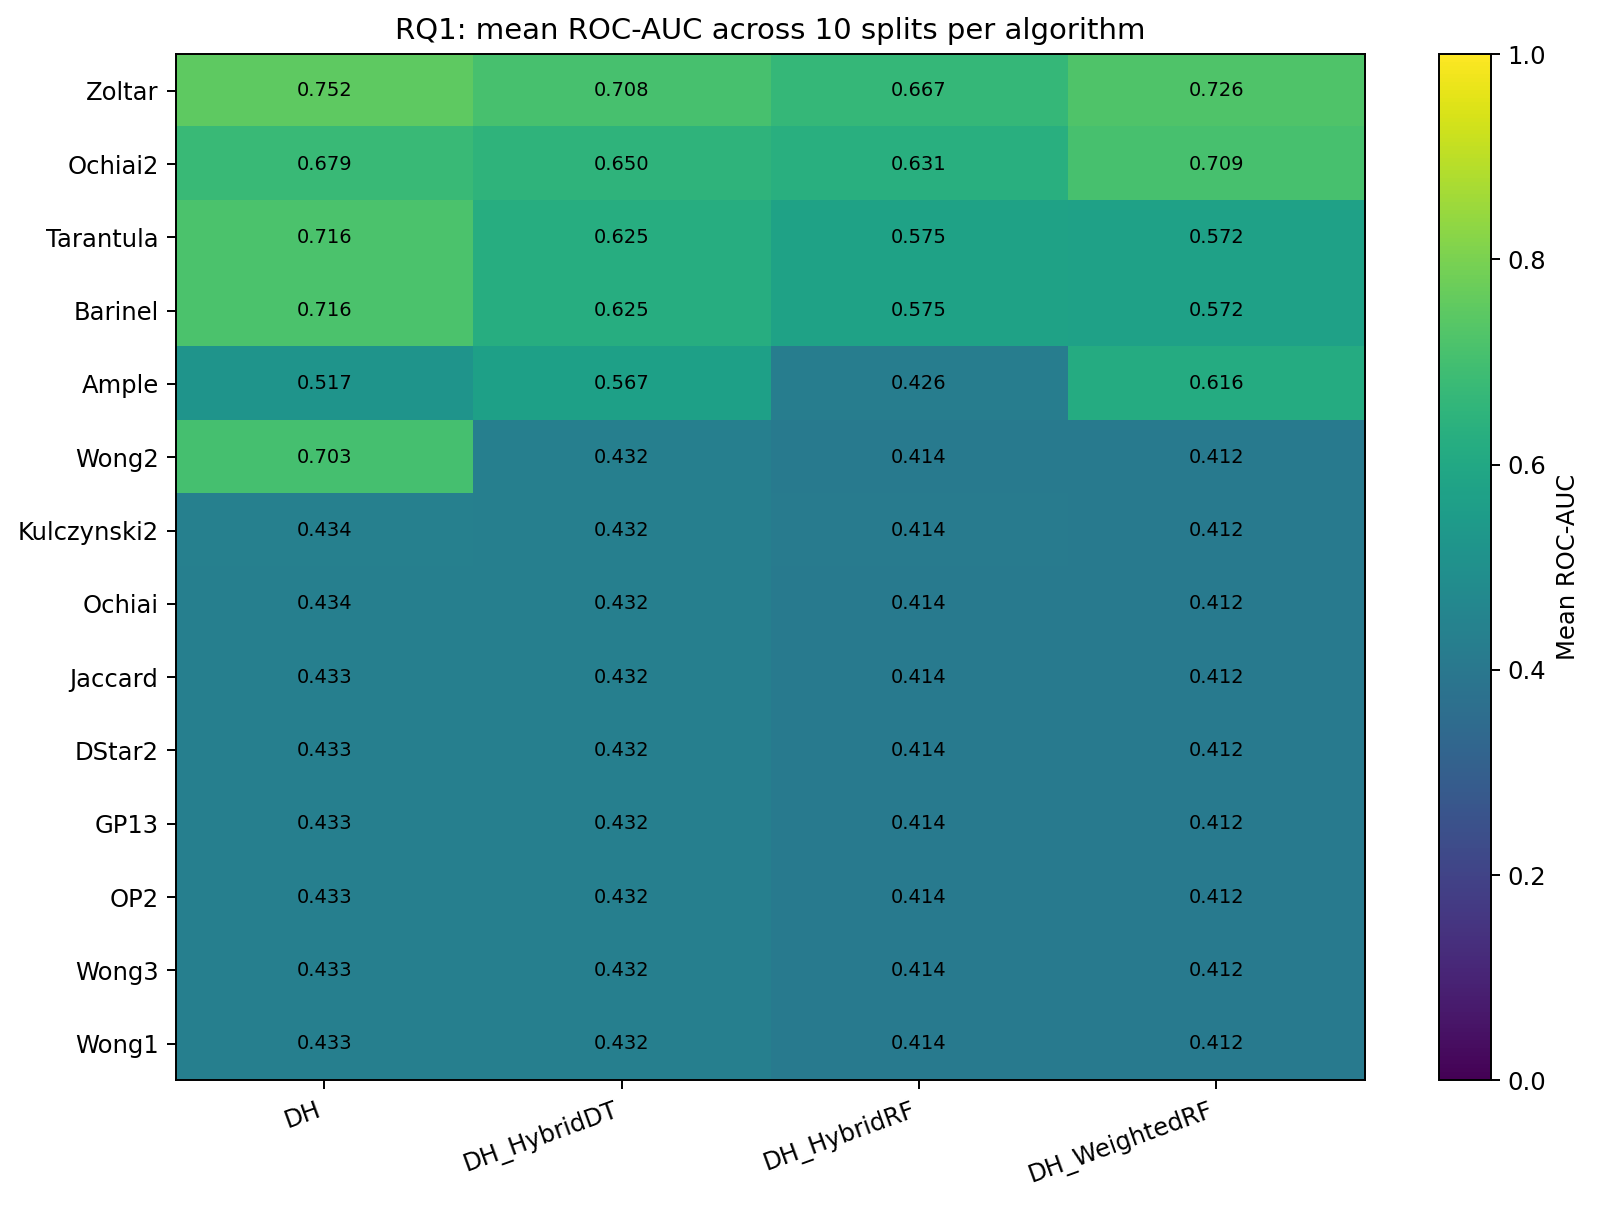 RQ1: mean ROC-AUC across 10 splits per algorithm
Zoltar 0.752 0.708 0.667 0.726
Ochiai2 0.679 0.650 0.631 0.709
Tarantula 0.716 0.625 0.575 0.572
Barinel 0.716 0.625 0.575 0.572
Ample 0.517 0.567 0.426 0.616
Wong2 0.703 0.432 0.414 0.412
Kulczynski2 0.434 0.432 0.414 0.412
Ochiai 0.434 0.432 0.414 0.412
Jaccard 0.433 0.432 0.414 0.412
DStar2 0.433 0.432 0.414 0.412
GP13 0.433 0.432 0.414 0.412
OP2 0.433 0.432 0.414 0.412
Wong3 0.433 0.432 0.414 0.412
Wong1 0.433 0.432 0.414 0.412
DH DH_HybridDT DH_HybridRF DH_WeightedRF
1.0
0.8
0.6
0.4
0.2
0.0
Mean ROC-AUC